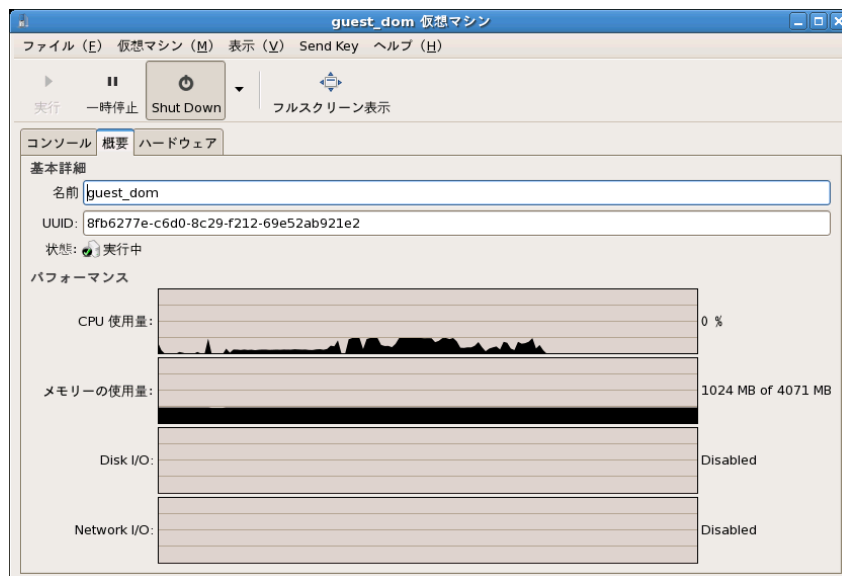 guest_dom 仮想マシン
ファイル (F) 仮想マシン (M) 表示 (V) Send Key ヘルプ (H)
実行 一時停止 Shut Down フルスクリーン表示
コンソール 概要 ハードウェア
基本詳細
名前 guest_dom
UUID: 8fb6277e-c6d0-8c29-f212-69e52ab921e2
状態: 実行中
パフォーマンス
CPU 使用量: 0 %
メモリーの使用量: 1024 MB of 4071 MB
Disk I/O: Disabled
Network I/O: Disabled